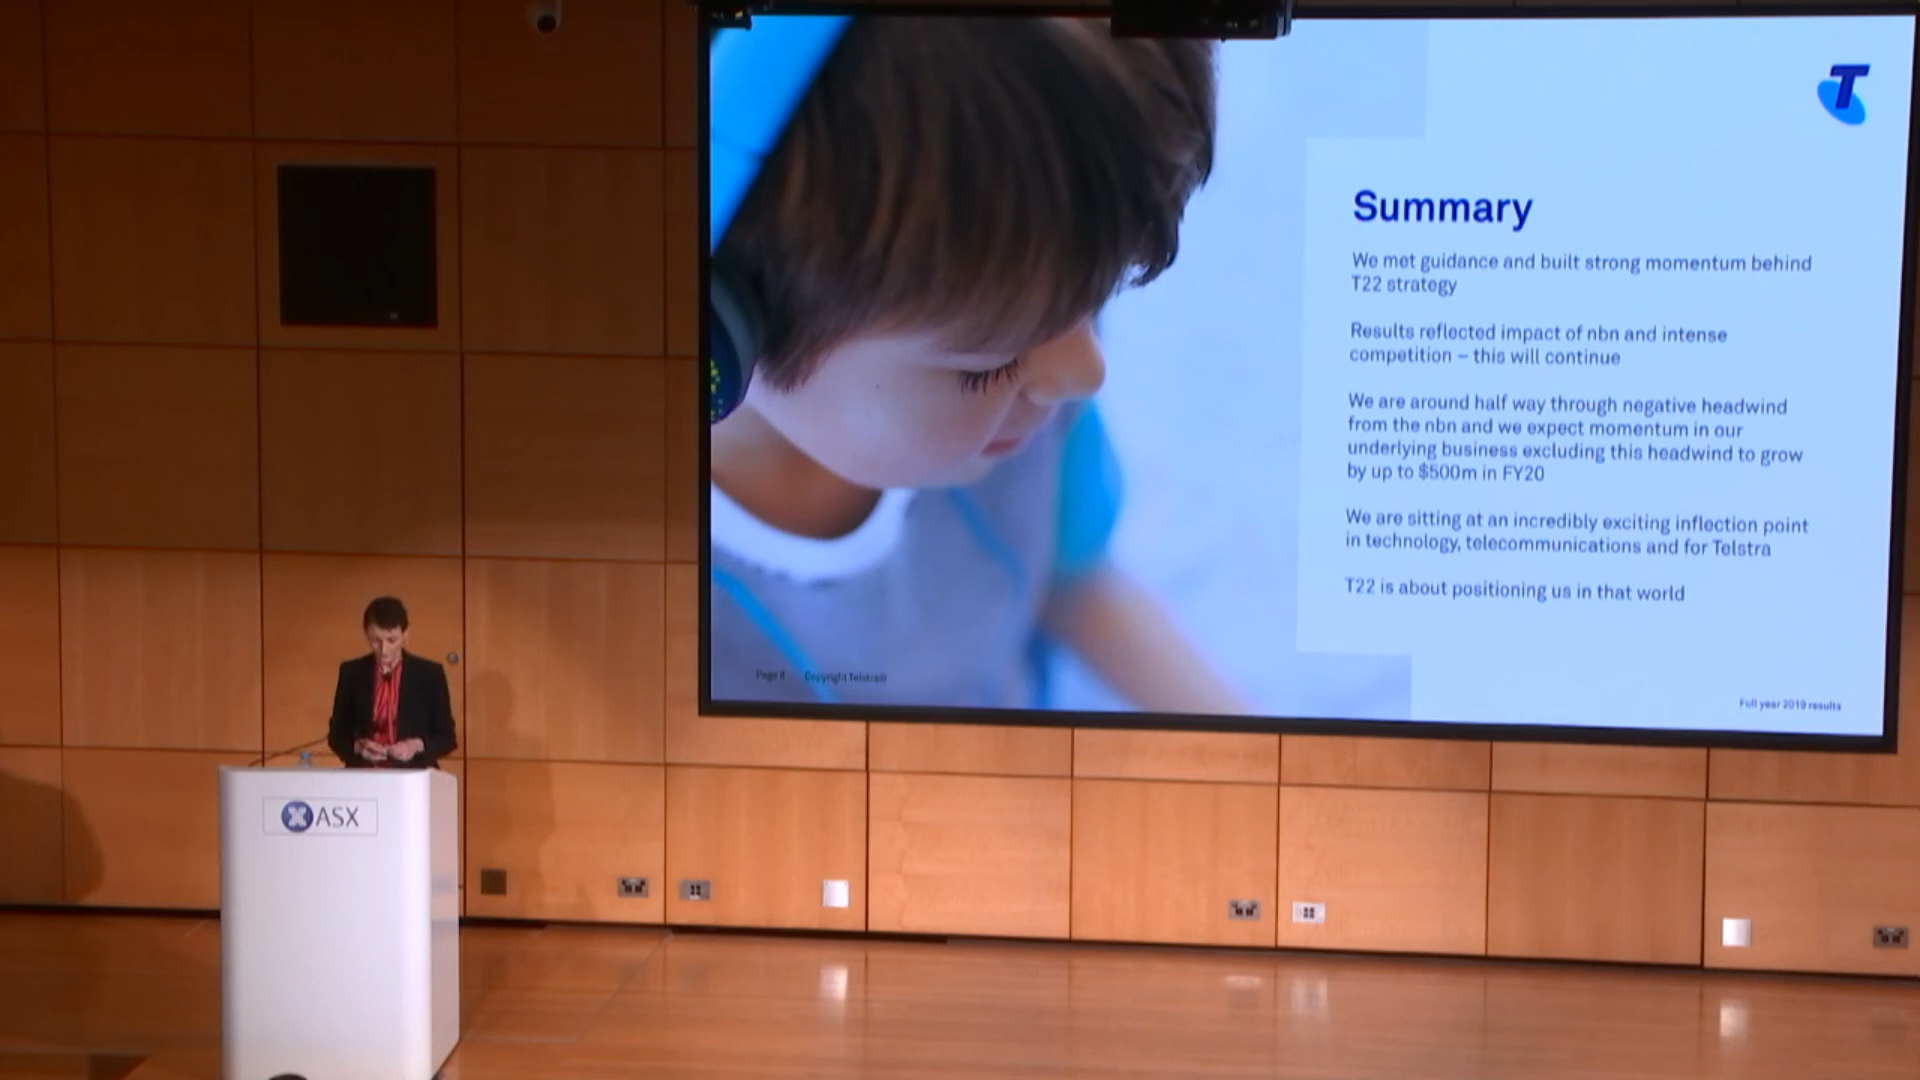 T
Summary
We met guidance and built strong momentum behind
T22 strategy
Results reflected impact of nbn and intense
competition – this will continue
We are around half way through negative headwind
from the nbn and we expect momentum in our
underlying business excluding this headwind to grow
by up to $500m in FY20
We are sitting at an incredibly exciting inflection point
in technology, telecommunications and for Telstra
T22 is about positioning us in that world
Page 8 Copyright Telstra®
Full year 2019 results
ASX